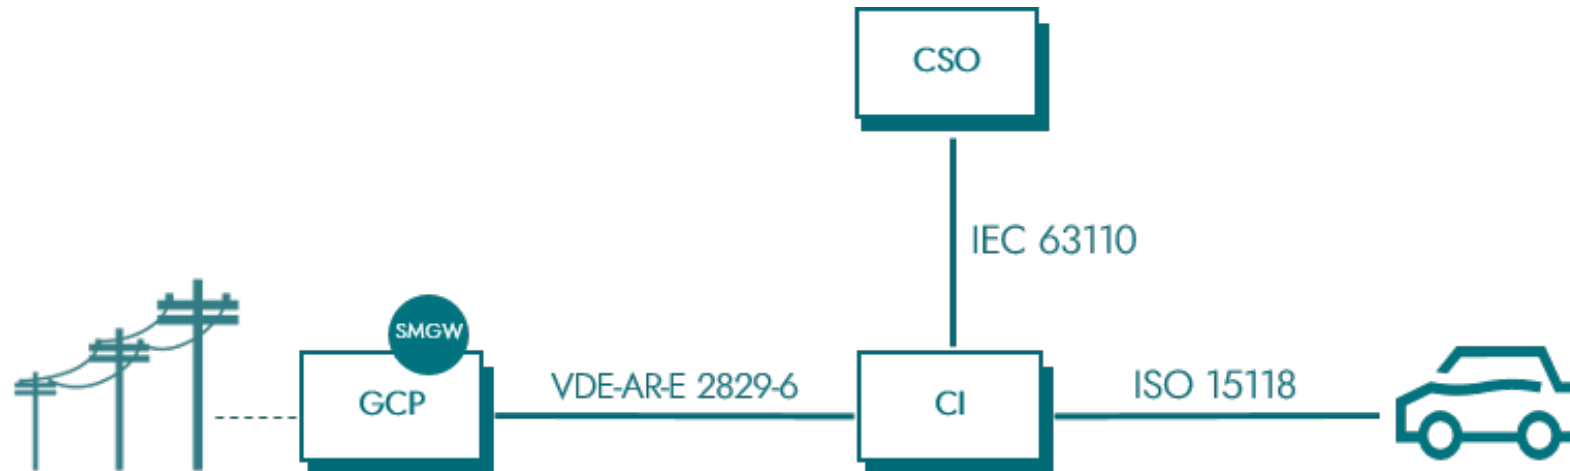 CSO
IEC 63110
SMGW
GCP
VDE-AR-E 2829-6
CI
ISO 15118